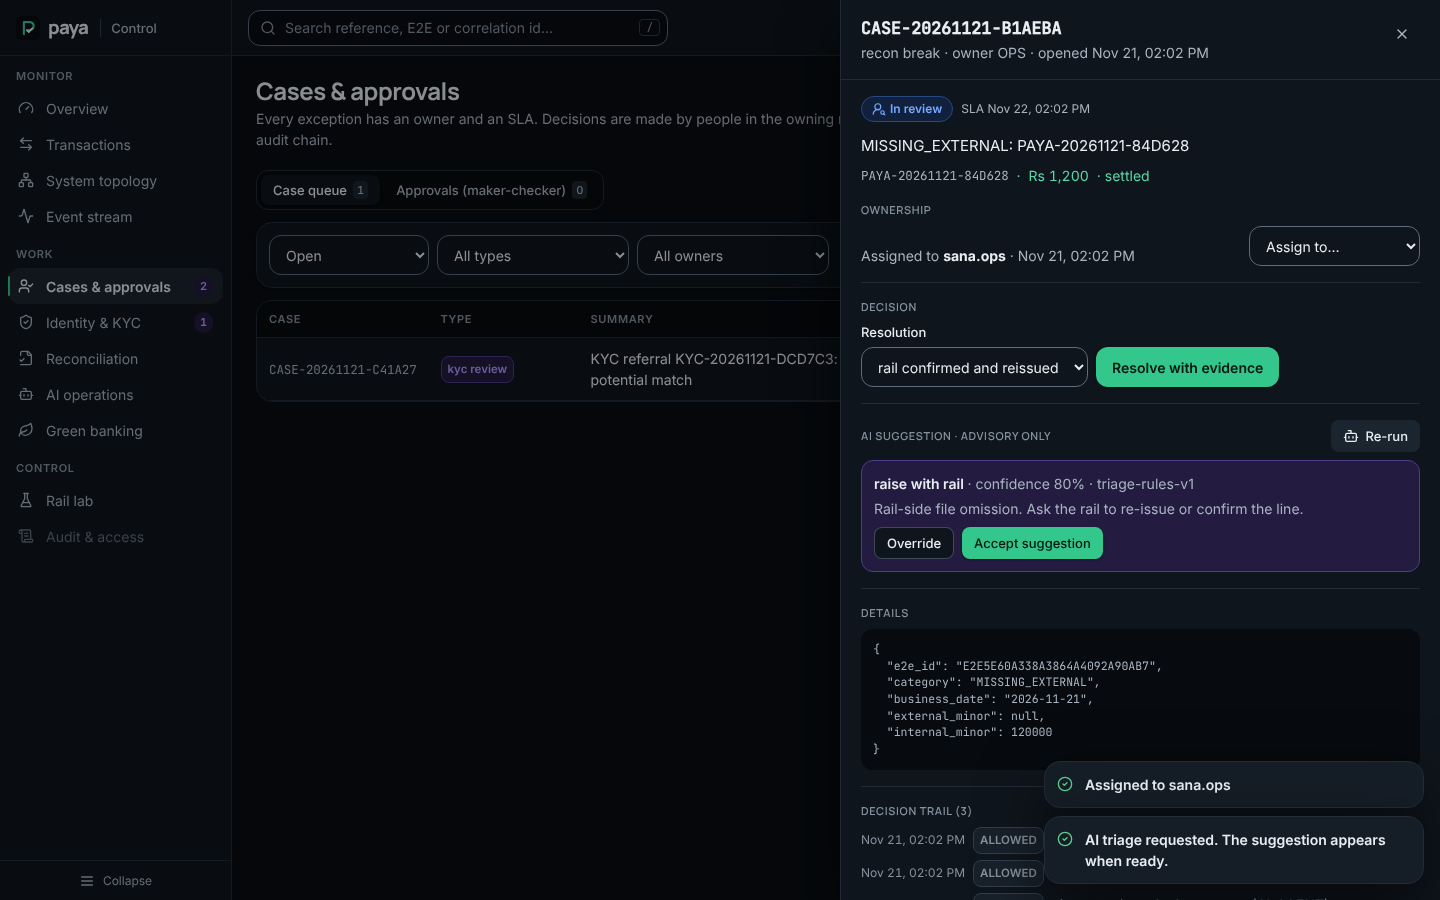 paya
Control
Search reference, E2E or correlation id...
/
MONITOR
Overview
Transactions
System topology
Event stream
WORK
Cases & approvals 2
Identity & KYC 1
Reconciliation
AI operations
Green banking
CONTROL
Rail lab
Audit & access
Collapse
Cases & approvals
Every exception has an owner and an SLA. Decisions are made by people in the owning
audit chain.
Case queue 1
Approvals (maker-checker) 0
Open
All types
All owners
CASE TYPE SUMMARY
CASE-20261121-C41A27 kyc review KYC referral KYC-20261121-DCD7C3:
potential match
CASE-20261121-B1AEBA
recon break · owner OPS · opened Nov 21, 02:02 PM
In review SLA Nov 22, 02:02 PM
MISSING_EXTERNAL: PAYA-20261121-84D628
PAYA-20261121-84D628 · Rs 1,200 · settled
OWNERSHIP
Assigned to sana.ops · Nov 21, 02:02 PM
Assign to...
DECISION
Resolution
rail confirmed and reissued
Resolve with evidence
AI SUGGESTION · ADVISORY ONLY
Re-run
raise with rail · confidence 80% · triage-rules-v1
Rail-side file omission. Ask the rail to re-issue or confirm the line.
Override
Accept suggestion
DETAILS
{
"e2e_id": "E2E5E60A338A3864A4092A90AB7",
"category": "MISSING_EXTERNAL",
"business_date": "2026-11-21",
"external_minor": null,
"internal_minor": 120000
}
DECISION TRAIL (3)
Nov 21, 02:02 PM ALLOWED
Nov 21, 02:02 PM ALLOWED
Assigned to sana.ops
AI triage requested. The suggestion appears
when ready.